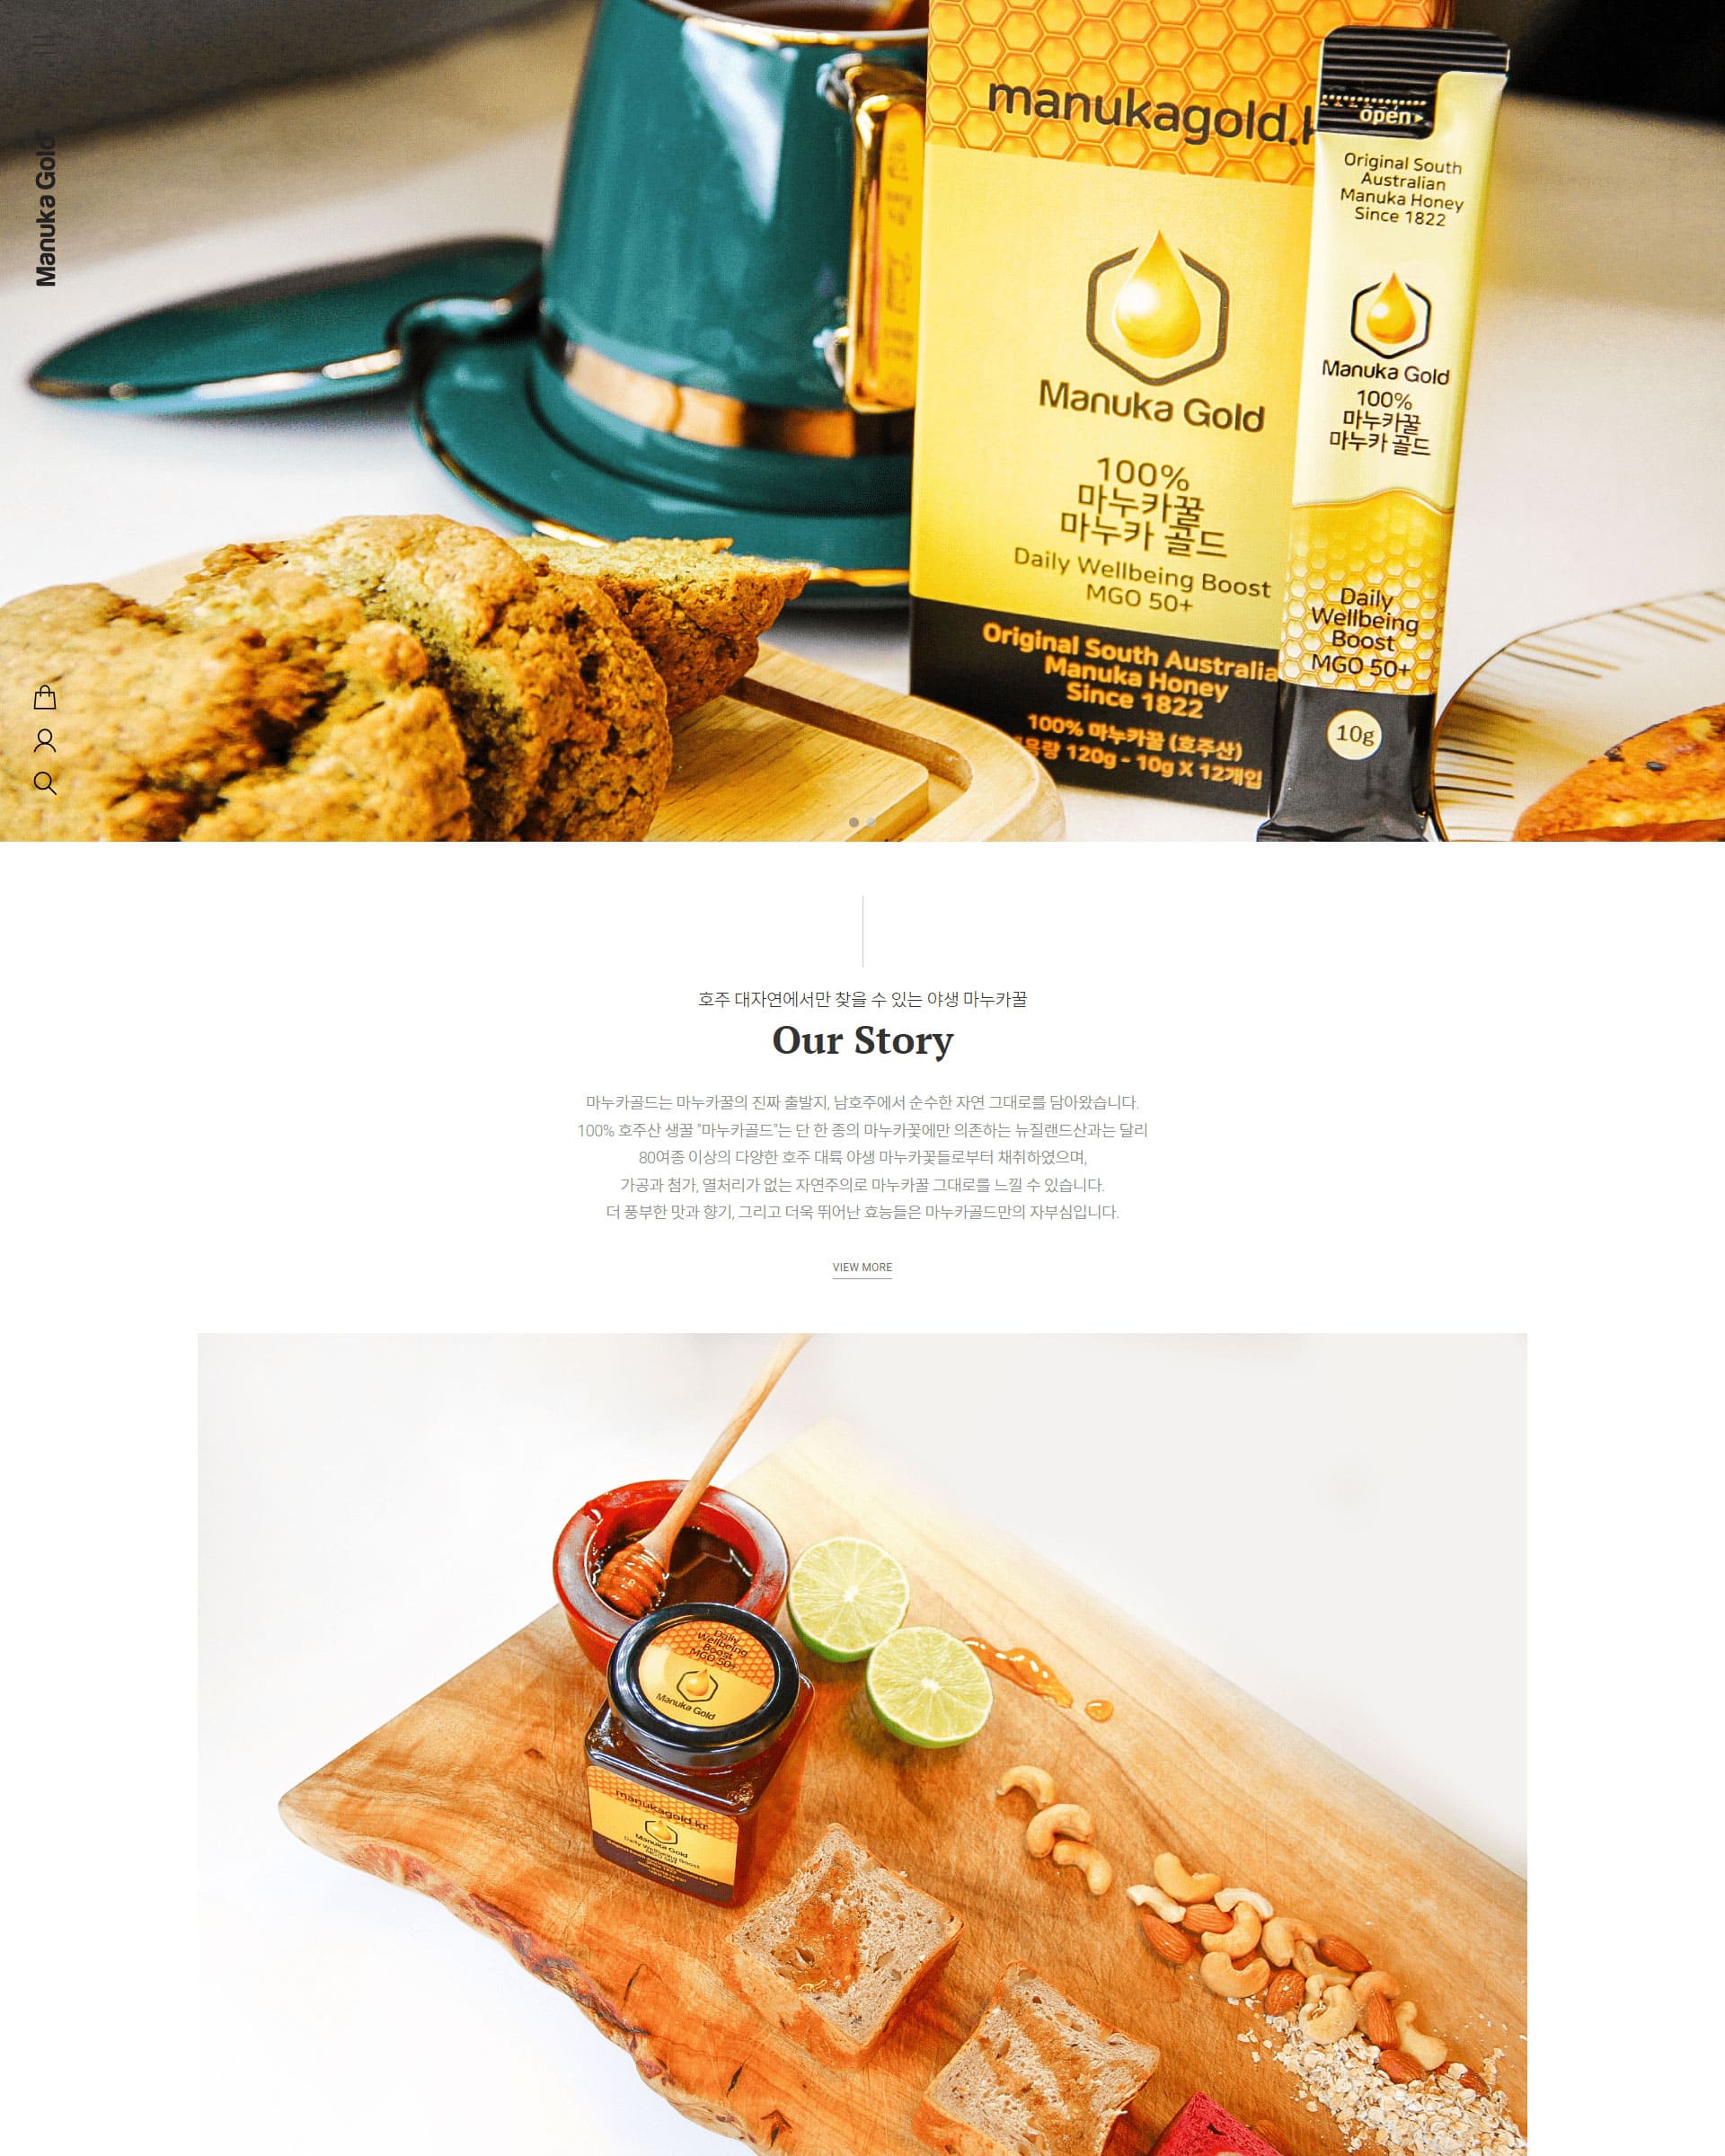 Manuka Gold
manukagold.k
Manuka Gold
100%
마누카꿀
마누카 골드
Daily Wellbeing Boost
MGO 50+
Original South Australia
Manuka Honey
Since 1822
100% 마누카꿀 (호주산)
120g - 10g X 12개입
open
Original South
Australian
Manuka Honey
Since 1822
Manuka Gold
100%
마누카꿀
마누카 골드
Daily
Wellbeing
Boost
MGO 50+
10g
호주 대자연에서만 찾을 수 있는 야생 마누카꿀
Our Story
마누카골드는 마누카꿀의 진짜 출발지, 남호주에서 순수한 자연 그대로를 담아왔습니다.
100% 호주산 생꿀 "마누카골드"는 단 한 종의 마누카꽃에만 의존하는 뉴질랜드산과는 달리
80여종 이상의 다양한 호주 대륙 야생 마누카꽃들로부터 채취하였으며,
가공과 첨가, 열처리가 없는 자연주의로 마누카꿀 그대로를 느낄 수 있습니다.
더 풍부한 맛과 향기, 그리고 더욱 뛰어난 효능들은 마누카골드만의 자부심입니다.
VIEW MORE
Daily
Wellbeing
Boost
MGO 50+
Manuka Gold
manukagold.kr
Manuka Gold
Daily Wellbeing Boost